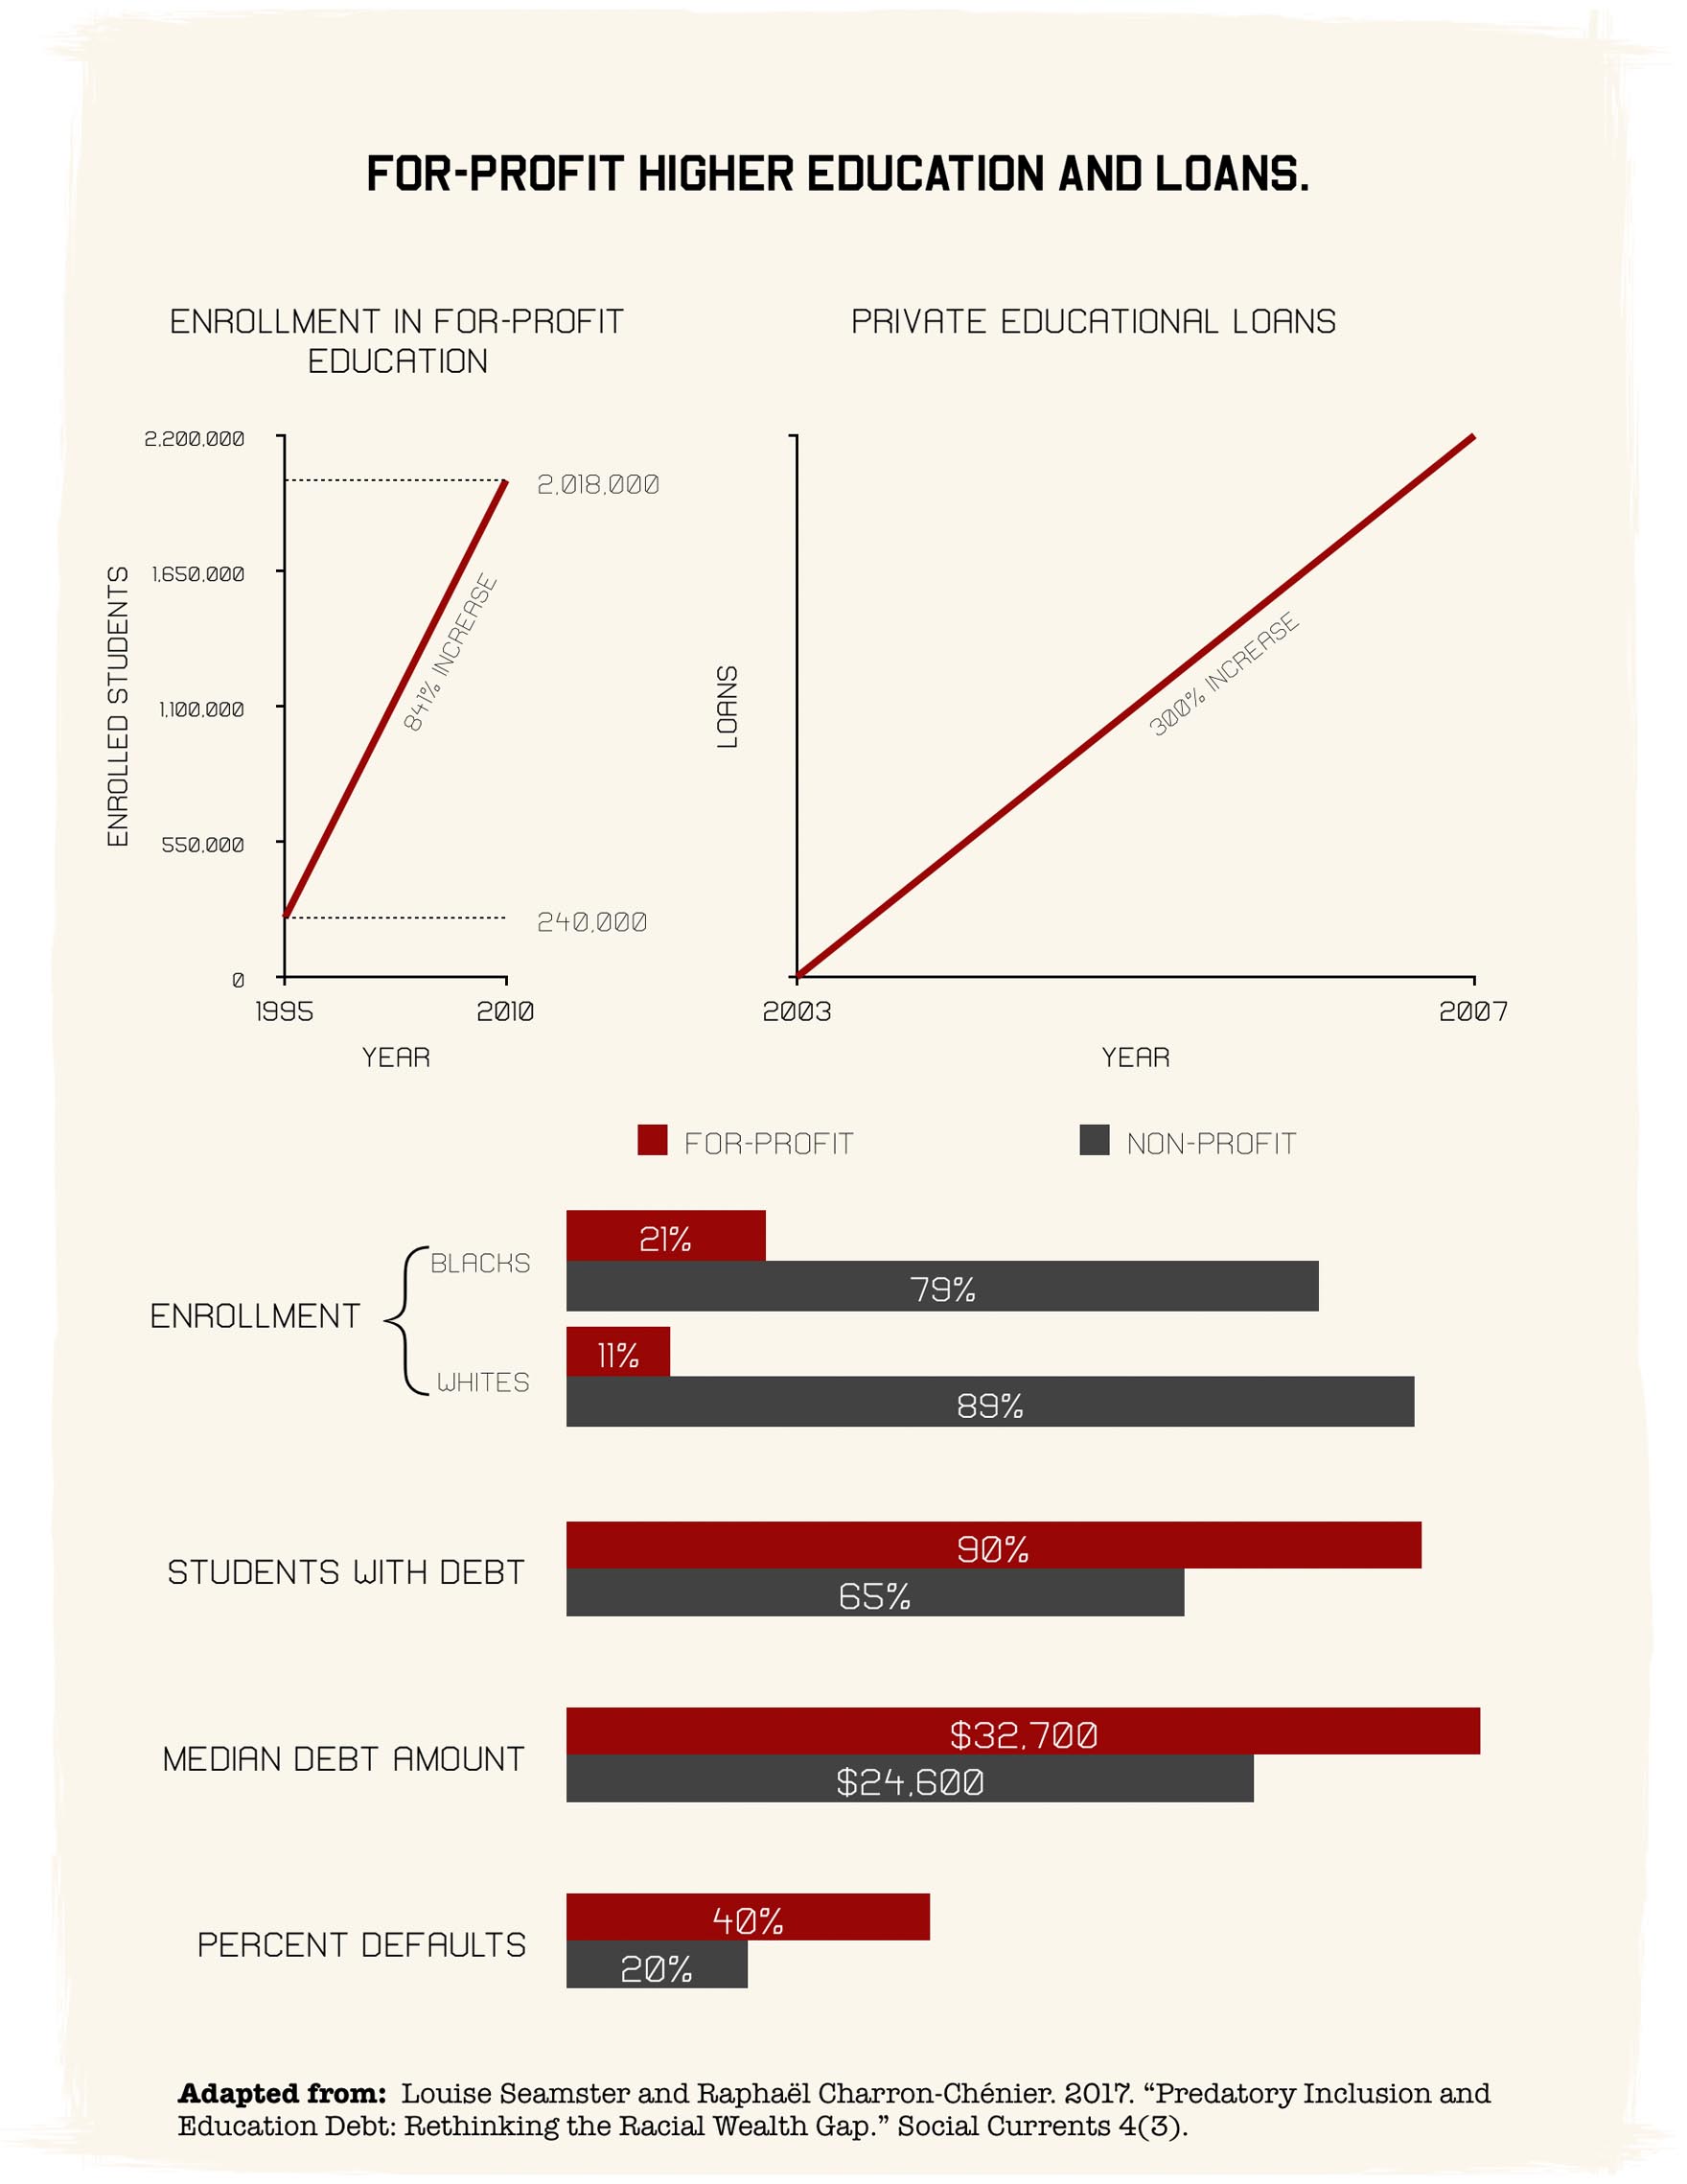 FOR-PROFIT HIGHER EDUCATION AND LOANS.
ENROLLMENT IN FOR-PROFIT
EDUCATION
ENROLLED STUDENTS
2,200,000
1,650,000
1,100,000
550,000
0
2,018,000
841% INCREASE
240,000
1995
2010
YEAR
PRIVATE EDUCATIONAL LOANS
LOANS
300% INCREASE
2003
2007
YEAR
FOR-PROFIT
NON-PROFIT
ENROLLMENT
BLACKS
21%
79%
WHITES
11%
89%
STUDENTS WITH DEBT
90%
65%
MEDIAN DEBT AMOUNT
$32,700
$24,600
PERCENT DEFAULTS
40%
20%
Adapted from: Louise Seamster and Raphaël Charron-Chénier. 2017. “Predatory Inclusion and
Education Debt: Rethinking the Racial Wealth Gap.” Social Currents 4(3).